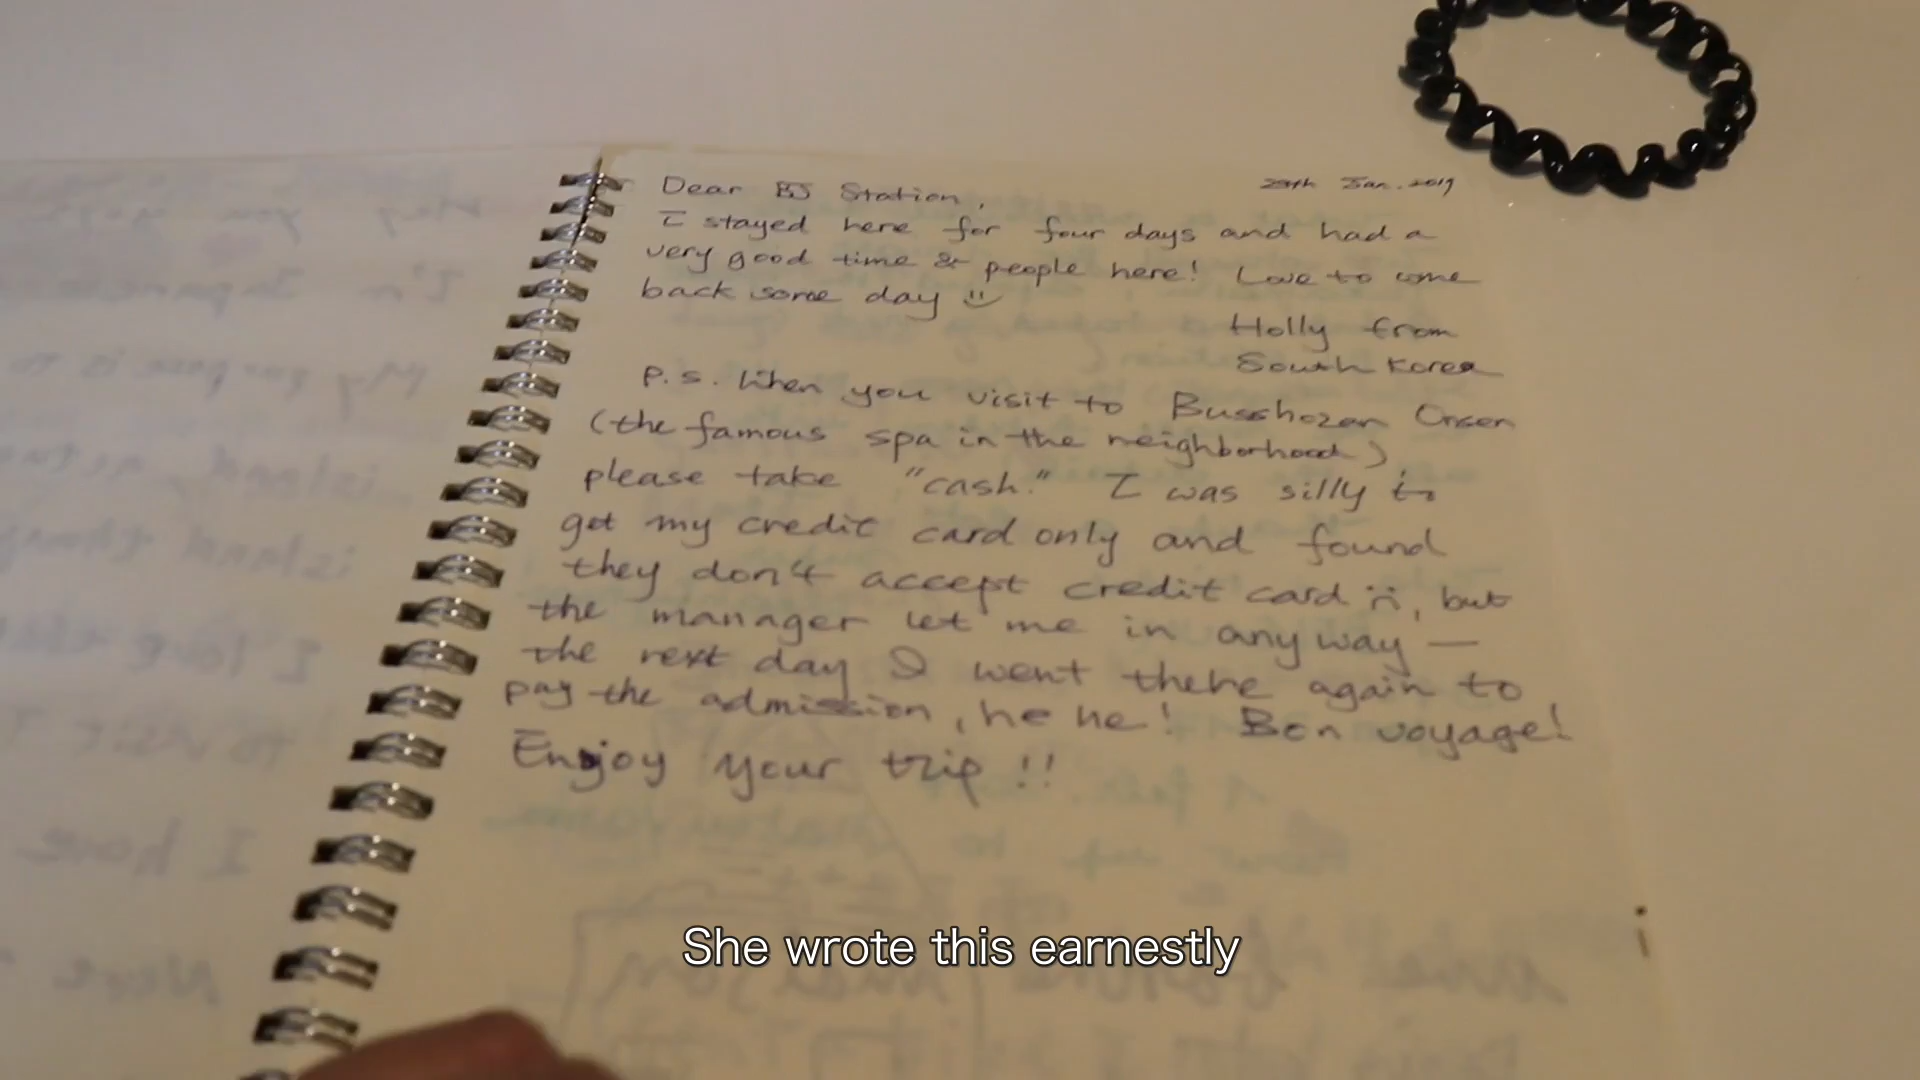 Dear BJ Station,
29th Jan. 2019
I stayed here for four days and had a
very good time & people here! Love to come
back some day
Holly from
South Korea
P.S. When you visit to Busshozan Onsen
(the famous spa in the neighborhood)
please take "cash." I was silly to
got my credit card only and found
they don't accept credit card, but
the manager let me in anyway —
the next day I went there again to
pay the admission, he he! Bon voyage!
Enjoy your trip!!
She wrote this earnestly